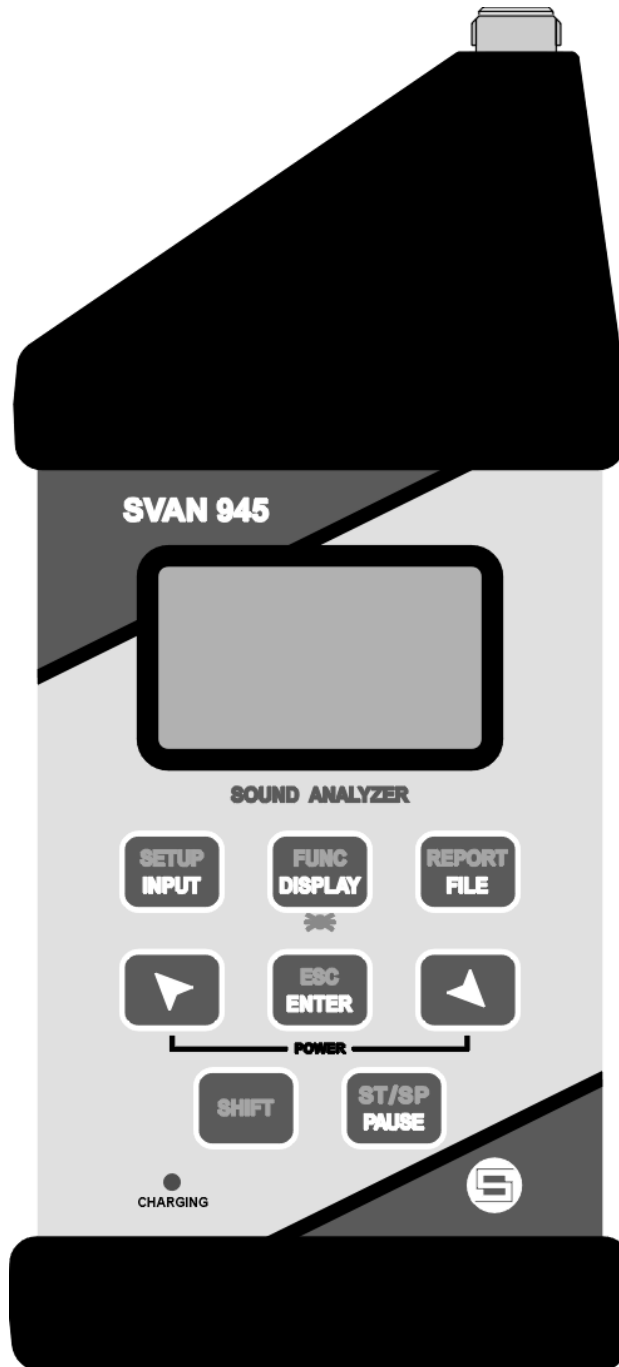 SVAN 945
SOUND ANALYZER
SETUP FUNC REPORT
INPUT DISPLAY FILE
ESC
ENTER
POWER
SHIFT ST/SP
PAUSE
CHARGING